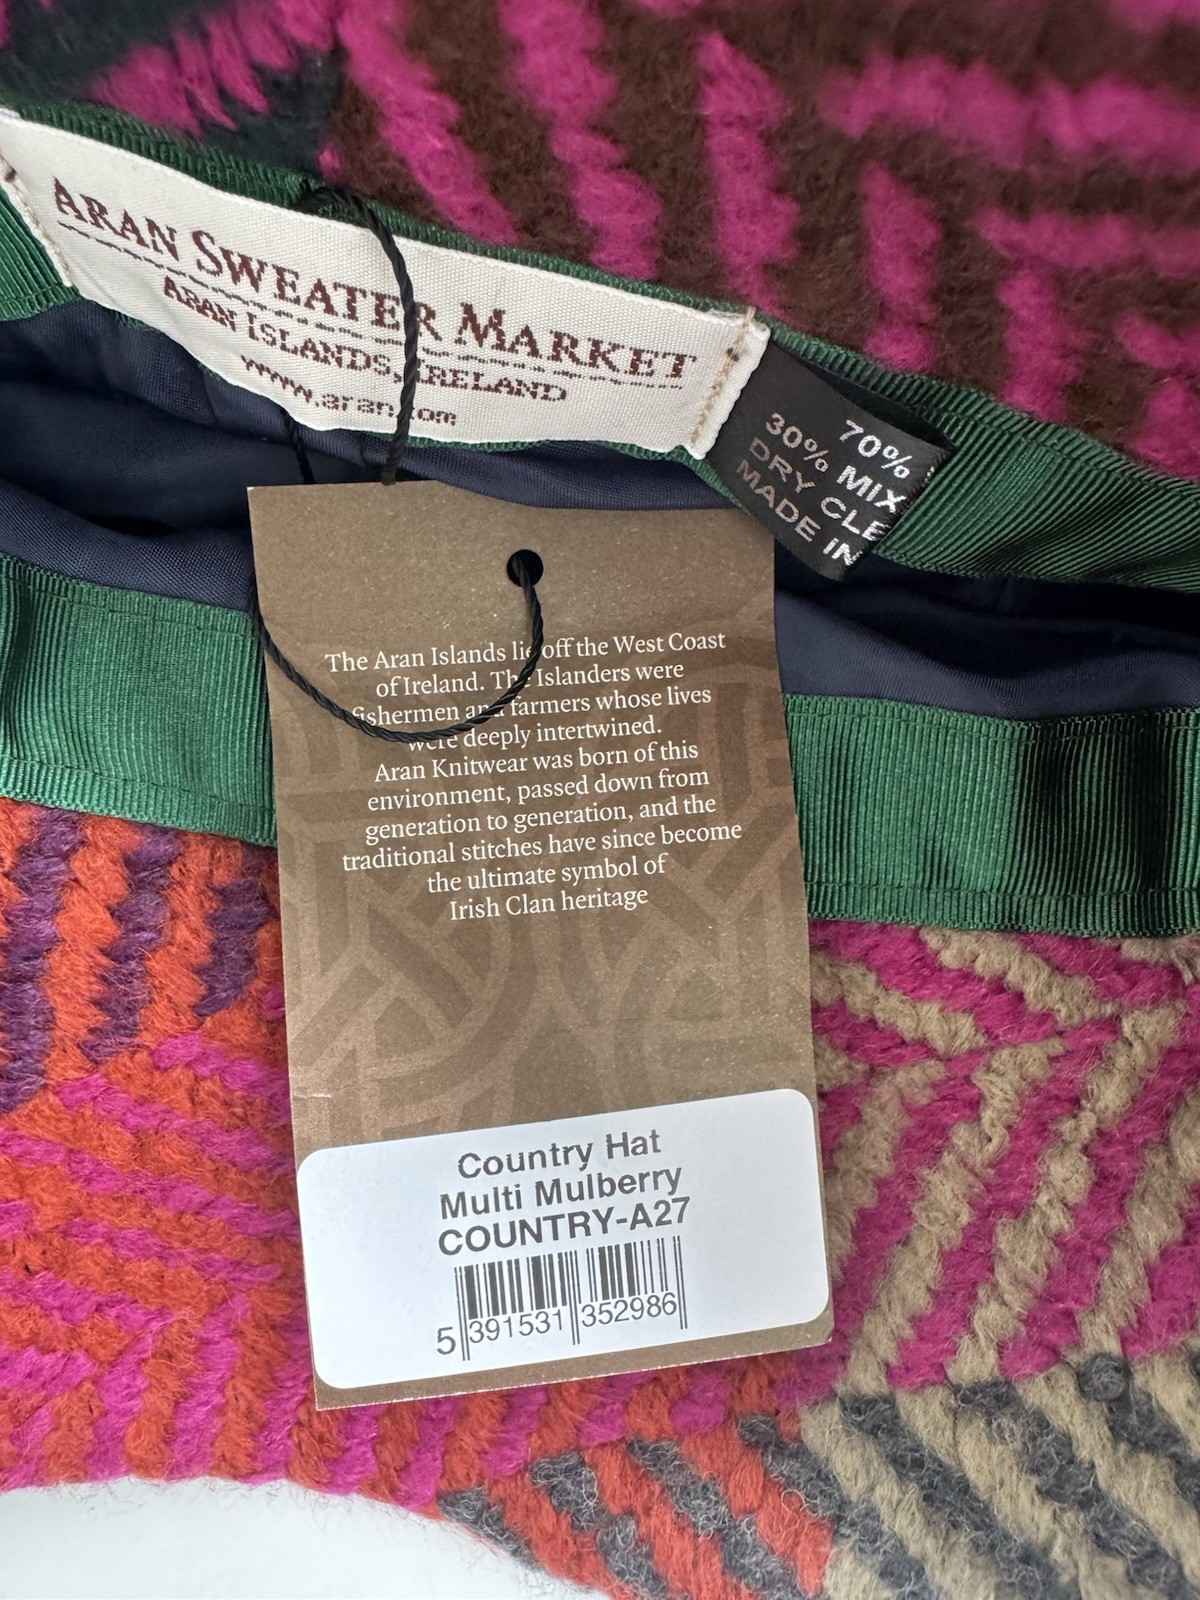 ARAN SWEATER MARKET
ARAN ISLANDS, IRELAND
www.aran.com
70%
30% MIX
DRY CLE
MADE IN
The Aran Islands lie off the West Coast
of Ireland. The Islanders were
fishermen and farmers whose lives
were deeply intertwined.
Aran Knitwear was born of this
environment, passed down from
generation to generation, and the
traditional stitches have since become
the ultimate symbol of
Irish Clan heritage
Country Hat
Multi Mulberry
COUNTRY-A27
5 391531 352986